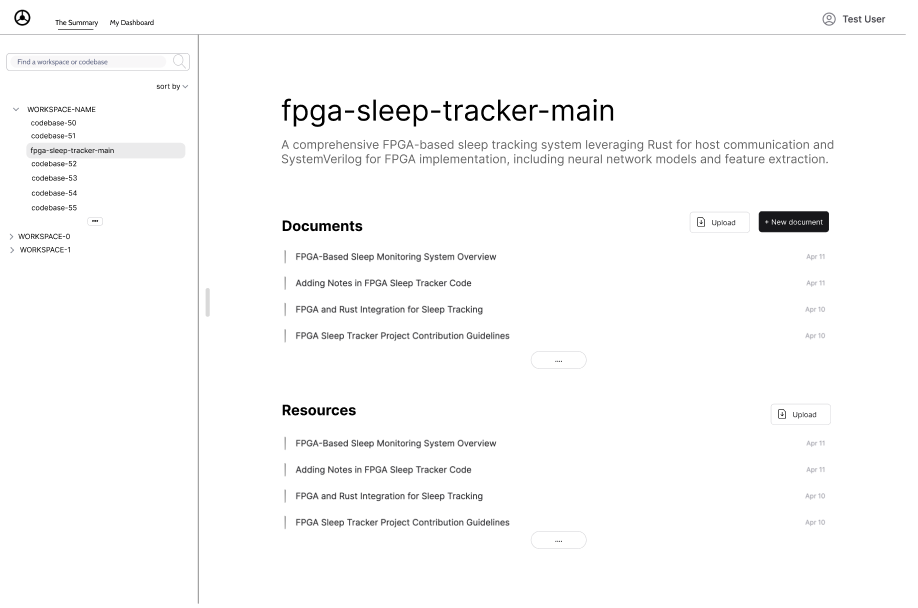 The Summary My Dashboard
Test User
Find a workspace or codebase
sort by
WORKSPACE-NAME
codebase-50
codebase-51
fpga-sleep-tracker-main
codebase-52
codebase-53
codebase-54
codebase-55
...
WORKSPACE-0
WORKSPACE-1
fpga-sleep-tracker-main
A comprehensive FPGA-based sleep tracking system leveraging Rust for host communication and
SystemVerilog for FPGA implementation, including neural network models and feature extraction.
Documents
Upload
+ New document
FPGA-Based Sleep Monitoring System Overview Apr 11
Adding Notes in FPGA Sleep Tracker Code Apr 11
FPGA and Rust Integration for Sleep Tracking Apr 10
FPGA Sleep Tracker Project Contribution Guidelines Apr 10
....
Resources
Upload
FPGA-Based Sleep Monitoring System Overview Apr 11
Adding Notes in FPGA Sleep Tracker Code Apr 11
FPGA and Rust Integration for Sleep Tracking Apr 10
FPGA Sleep Tracker Project Contribution Guidelines Apr 10
....